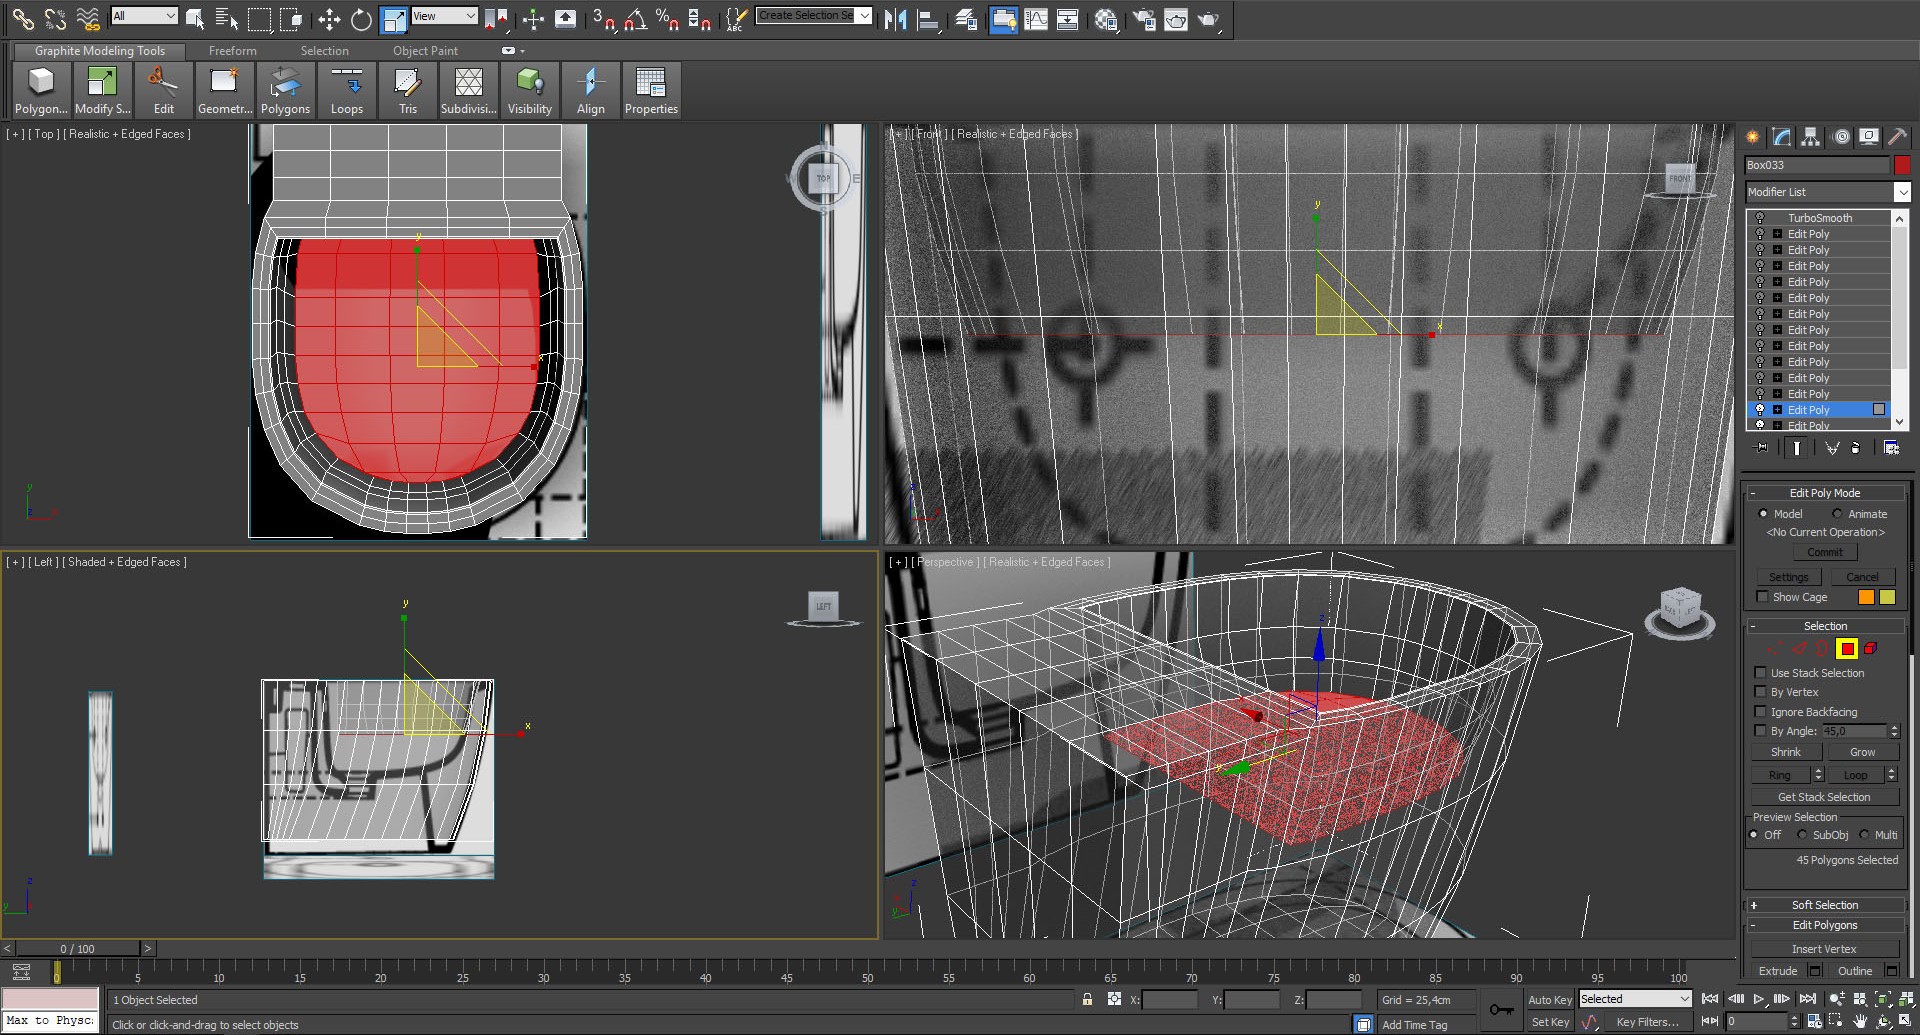 All
View
3
%
ABC
Create Selection Se
Graphite Modeling Tools
Freeform
Selection
Object Paint
Polygon...
Modify S...
Edit
Geometr...
Polygons
Loops
Tris
Subdivisi...
Visibility
Align
Properties
[ + ] [ Top ] [ Realistic + Edged Faces ]
TOP
E
y
x
[ + ] [ Front ] [ Realistic + Edged Faces ]
FRONT
y
x
[ + ] [ Left ] [ Shaded + Edged Faces ]
LEFT
y
x
z
y
[ + ] [ Perspective ] [ Realistic + Edged Faces ]
z
Box033
Modifier List
TurboSmooth
Edit Poly
Edit Poly
Edit Poly
Edit Poly
Edit Poly
Edit Poly
Edit Poly
Edit Poly
Edit Poly
Edit Poly
Edit Poly
Edit Poly
Edit Poly
- Edit Poly Mode
Model
Animate
<No Current Operation>
Commit
Settings
Cancel
Show Cage
- Selection
Use Stack Selection
By Vertex
Ignore Backfacing
By Angle: 45,0
Shrink
Grow
Ring
Loop
Get Stack Selection
Preview Selection
Off
SubObj
Multi
45 Polygons Selected
+ Soft Selection
- Edit Polygons
Insert Vertex
Extrude
Outline
< 0 / 100 >
0 5 10 15 20 25 30 35 40 45 50 55 60 65 70 75 80 85 90 95 100
1 Object Selected
X:
Y:
Z:
Grid = 25,4cm
Auto Key
Selected
Max to Physc:
Click or click-and-drag to select objects
Add Time Tag
Set Key
Key Filters...
0